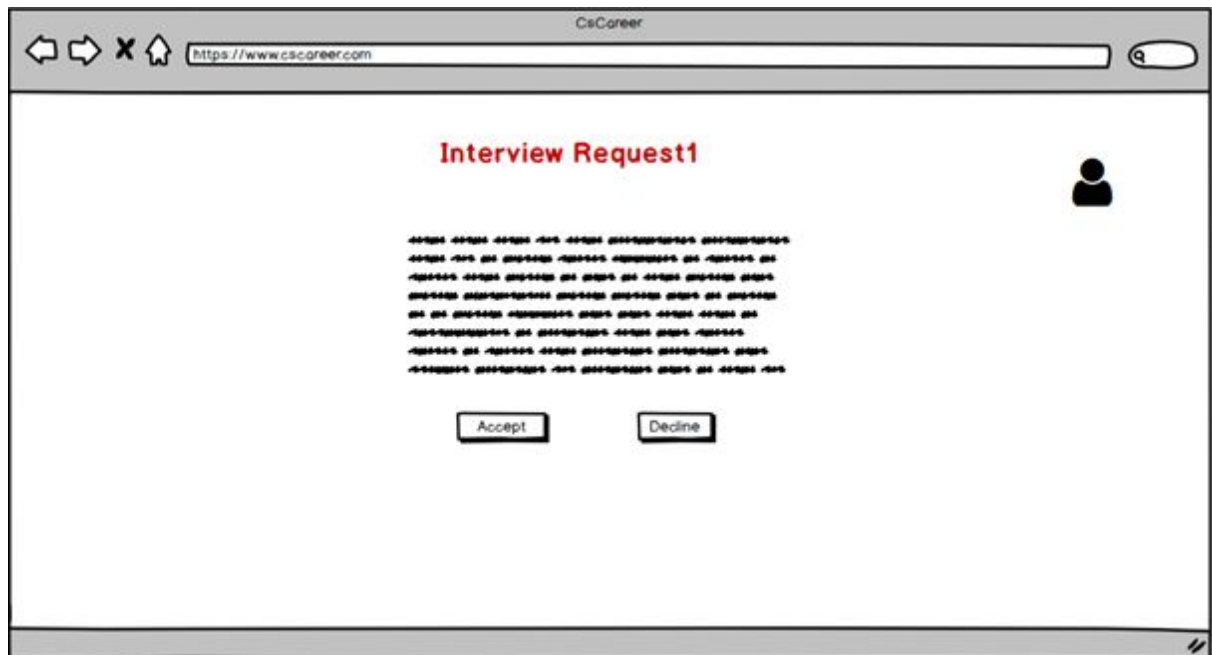 CsCareer
https://www.cscareer.com
Interview Request1
Accept
Decline